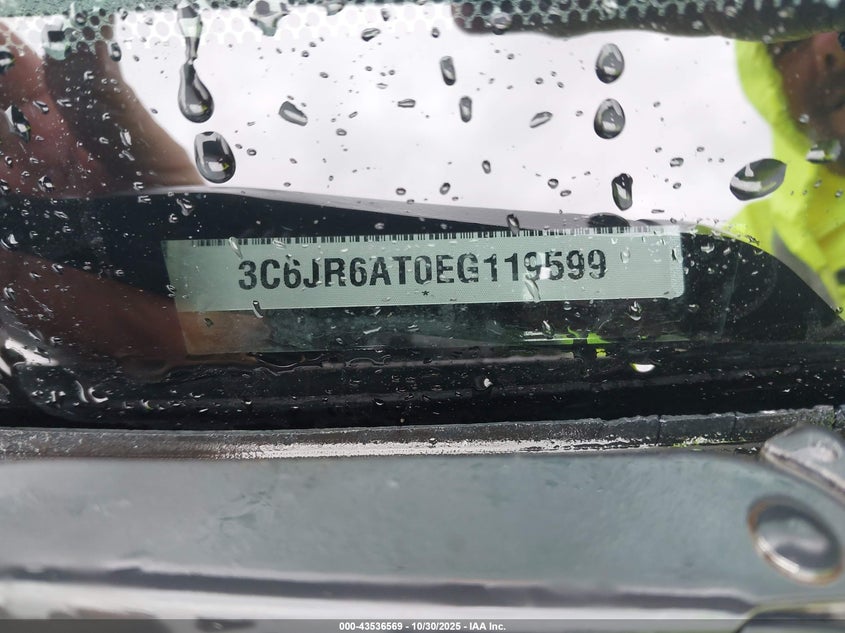 3C6JR6AT0EG119599
*
000-43536569 - 10/30/2025 - IAA Inc.